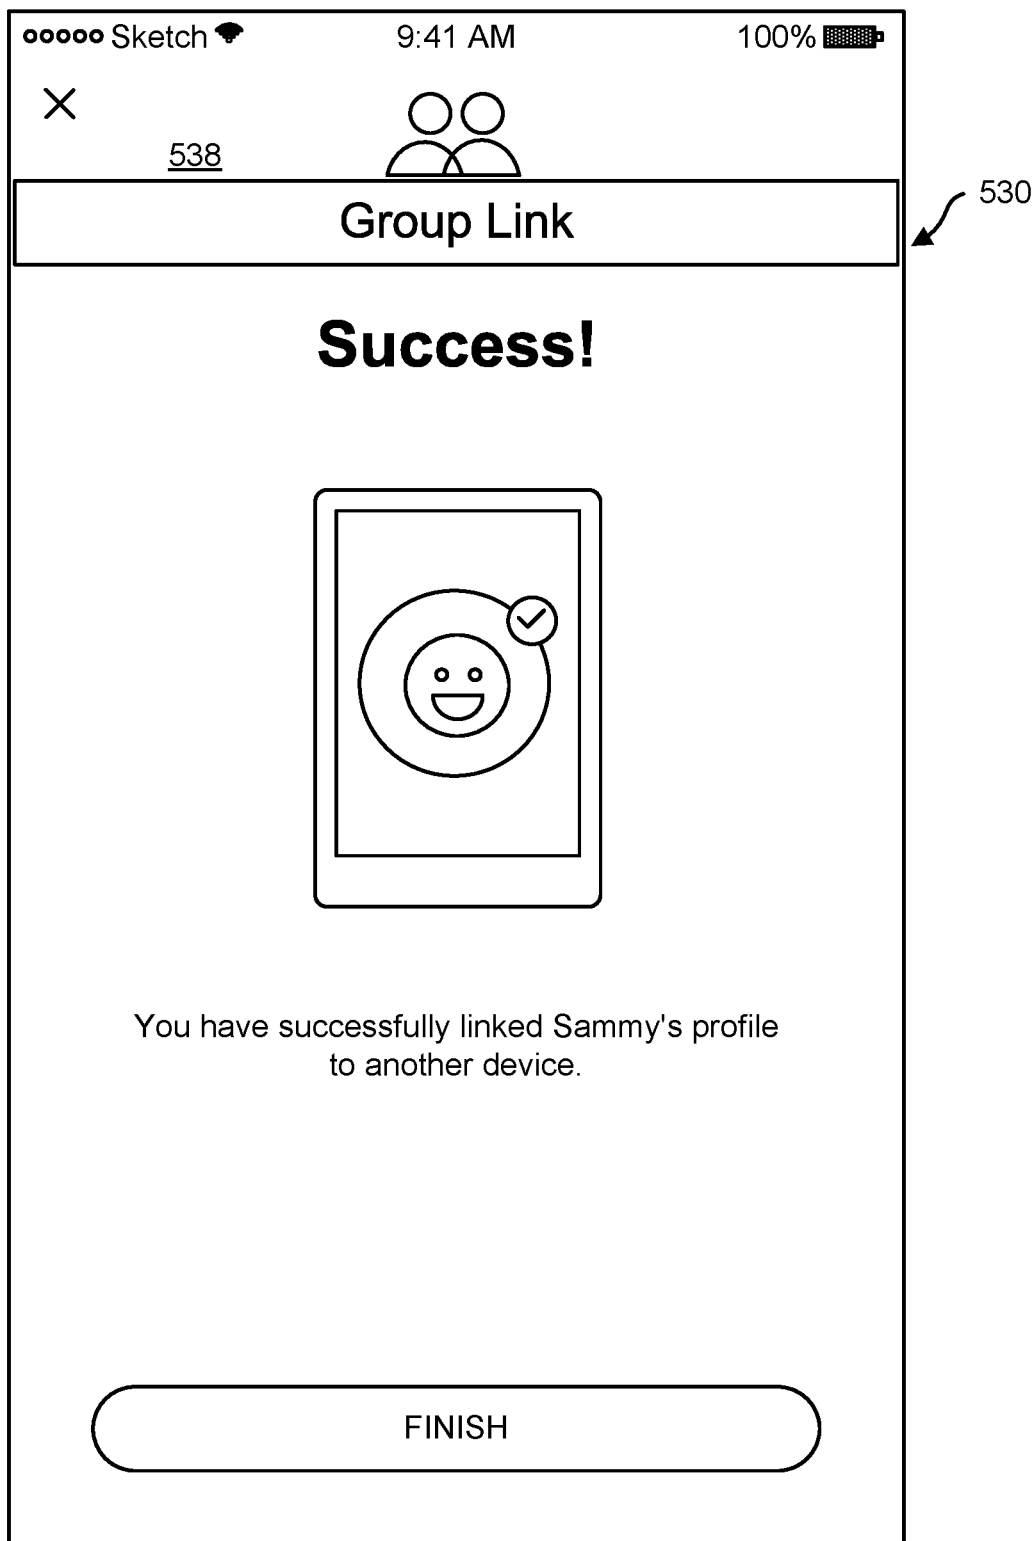 Sketch 9:41 AM 100%
538
530
Group Link
Success!
You have successfully linked Sammy's profile
to another device.
FINISH